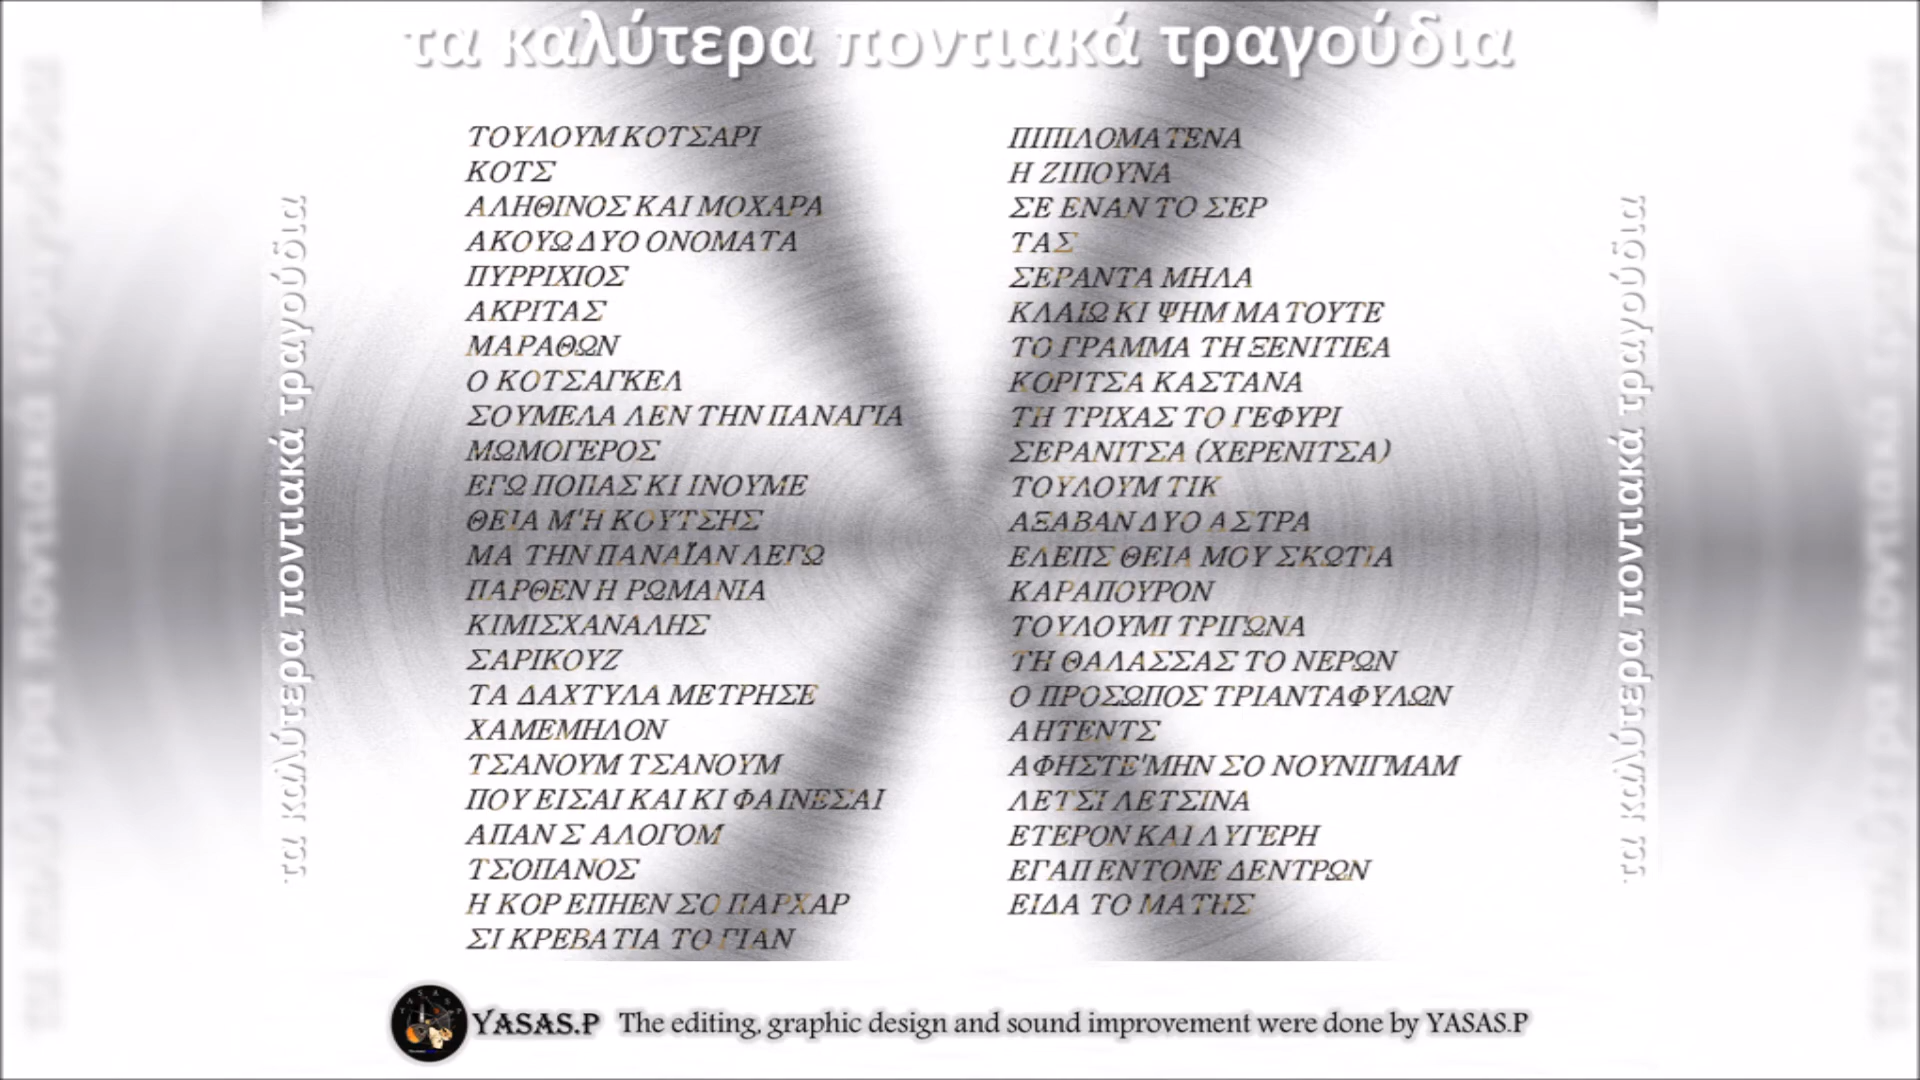 τα καλύτερα ποντιακά τραγούδια
ΤΟΥΛΟΥΜ ΚΟΤΣΑΡΙ
ΚΟΤΣ
ΑΛΗΘΙΝΟΣ ΚΑΙ ΜΟΧΑΡΑ
ΑΚΟΥΩ ΔΥΟ ΟΝΟΜΑΤΑ
ΠΥΡΡΙΧΙΟΣ
ΑΚΡΙΤΑΣ
ΜΑΡΑΘΩΝ
Ο ΚΟΤΣΑΓΚΕΛ
ΣΟΥΜΕΛΑ ΛΕΝ ΤΗΝ ΠΑΝΑΓΙΑ
ΜΩΜΟΓΕΡΟΣ
ΕΓΩ ΠΟΠΑΣ ΚΙ ΙΝΟΥΜΕ
ΘΕΙΑ Μ'Η ΚΟΥΤΣΗΣ
ΜΑ ΤΗΝ ΠΑΝΑΪΑΝ ΛΕΓΩ
ΠΑΡΘΕΝ Η ΡΩΜΑΝΙΑ
ΚΙΜΙΣΧΑΝΑΛΗΣ
ΣΑΡΙΚΟΥΖ
ΤΑ ΔΑΧΤΥΛΑ ΜΕΤΡΗΣΕ
ΧΑΜΕΜΗΛΟΝ
ΤΣΑΝΟΥΜ ΤΣΑΝΟΥΜ
ΠΟΥ ΕΙΣΑΙ ΚΑΙ ΚΙ ΦΑΙΝΕΣΑΙ
ΑΠΑΝ Σ ΑΛΟΓΟΜ
ΤΣΟΠΑΝΟΣ
Η ΚΟΡ ΕΠΗΕΝ ΣΟ ΠΑΡΧΑΡ
ΣΙ ΚΡΕΒΑΤΙΑ ΤΟ ΓΙΑΝ
ΠΙΠΙΛΟΜΑΤΕΝΑ
Η ΖΙΠΟΥΝΑ
ΣΕ ΕΝΑΝ ΤΟ ΣΕΡ
ΤΑΣ
ΣΕΡΑΝΤΑ ΜΗΛΑ
ΚΛΑΙΩ ΚΙ ΨΗΜ ΜΑΤΟΥΤΕ
ΤΟ ΓΡΑΜΜΑ ΤΗ ΞΕΝΙΤΙΕΑ
ΚΟΡΙΤΣΑ ΚΑΣΤΑΝΑ
ΤΗ ΤΡΙΧΑΣ ΤΟ ΓΕΦΥΡΙ
ΣΕΡΑΝΙΤΣΑ (ΧΕΡΕΝΙΤΣΑ)
ΤΟΥΛΟΥΜ ΤΙΚ
ΑΞΑΒΑΝ ΔΥΟ ΑΣΤΡΑ
ΕΛΕΠΣ ΘΕΙΑ ΜΟΥ ΣΚΩΤΙΑ
ΚΑΡΑΠΟΥΡΟΝ
ΤΟΥΛΟΥΜΙ ΤΡΙΓΩΝΑ
ΤΗ ΘΑΛΑΣΣΑΣ ΤΟ ΝΕΡΩΝ
Ο ΠΡΟΣΩΠΟΣ ΤΡΙΑΝΤΑΦΥΛΩΝ
ΑΗΤΕΝΤΣ
ΑΦΗΣΤΕ'ΜΗΝ ΣΟ ΝΟΥΝΙΓΜΑΜ
ΛΕΤΣΙ ΛΕΤΣΙΝΑ
ΕΤΕΡΟΝ ΚΑΙ ΛΥΓΕΡΗ
ΕΓΑΠ ΕΝΤΟΝΕ ΔΕΝΤΡΩΝ
ΕΙΔΑ ΤΟ ΜΑ ΤΗΣ
τα καλύτερα ποντιακά τραγούδια
τα καλύτερα ποντιακά τραγούδια
YASAS.P The editing, graphic design and sound improvement were done by YASAS.P